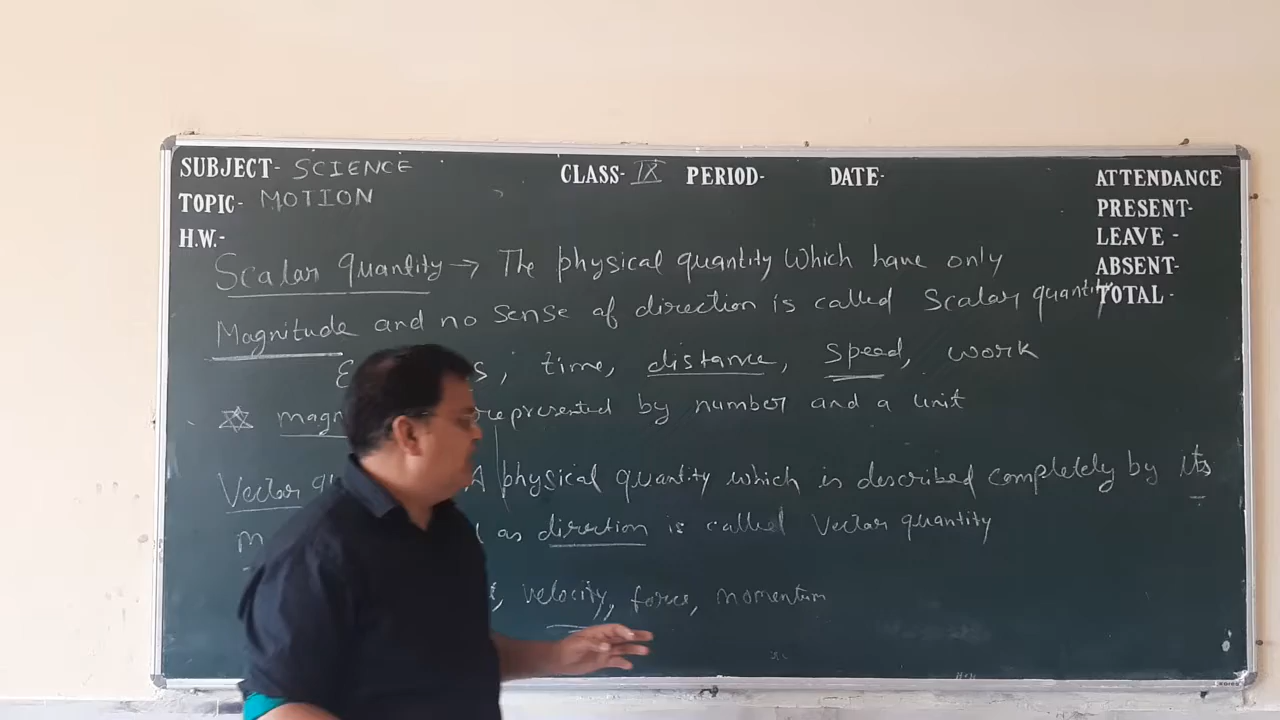 SUBJECT- SCIENCE
CLASS- IX PERIOD- DATE-
TOPIC- MOTION
H.W.-
ATTENDANCE
PRESENT-
LEAVE -
ABSENT-
TOTAL -
Scalar quantity → The physical quantity which have only
Magnitude and no sense of direction is called Scalar quantity
time, distance, speed, work
represented by number and a unit
Vector A physical quantity which is described completely by its
as direction is called Vector quantity
velocity, force, momentum